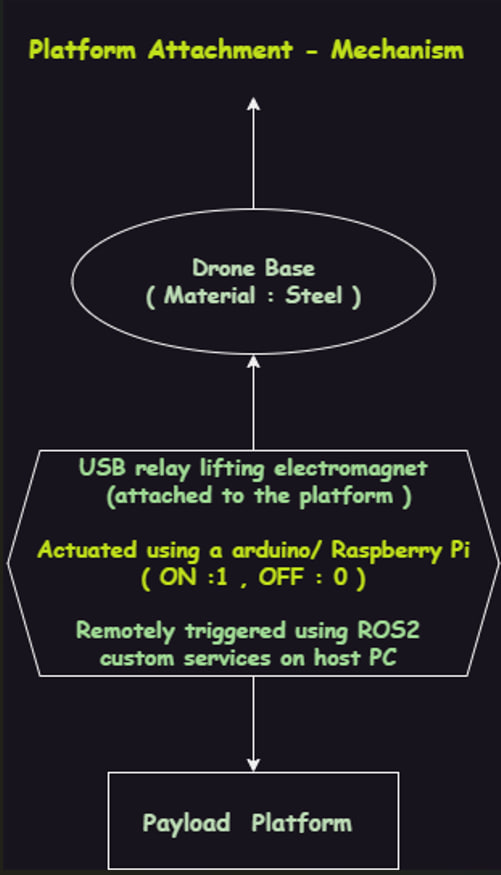 Platform Attachment - Mechanism
Drone Base
( Material : Steel )
USB relay lifting electromagnet
(attached to the platform )
Actuated using a arduino/ Raspberry Pi
( ON :1 , OFF : 0 )
Remotely triggered using ROS2
custom services on host PC
Payload Platform